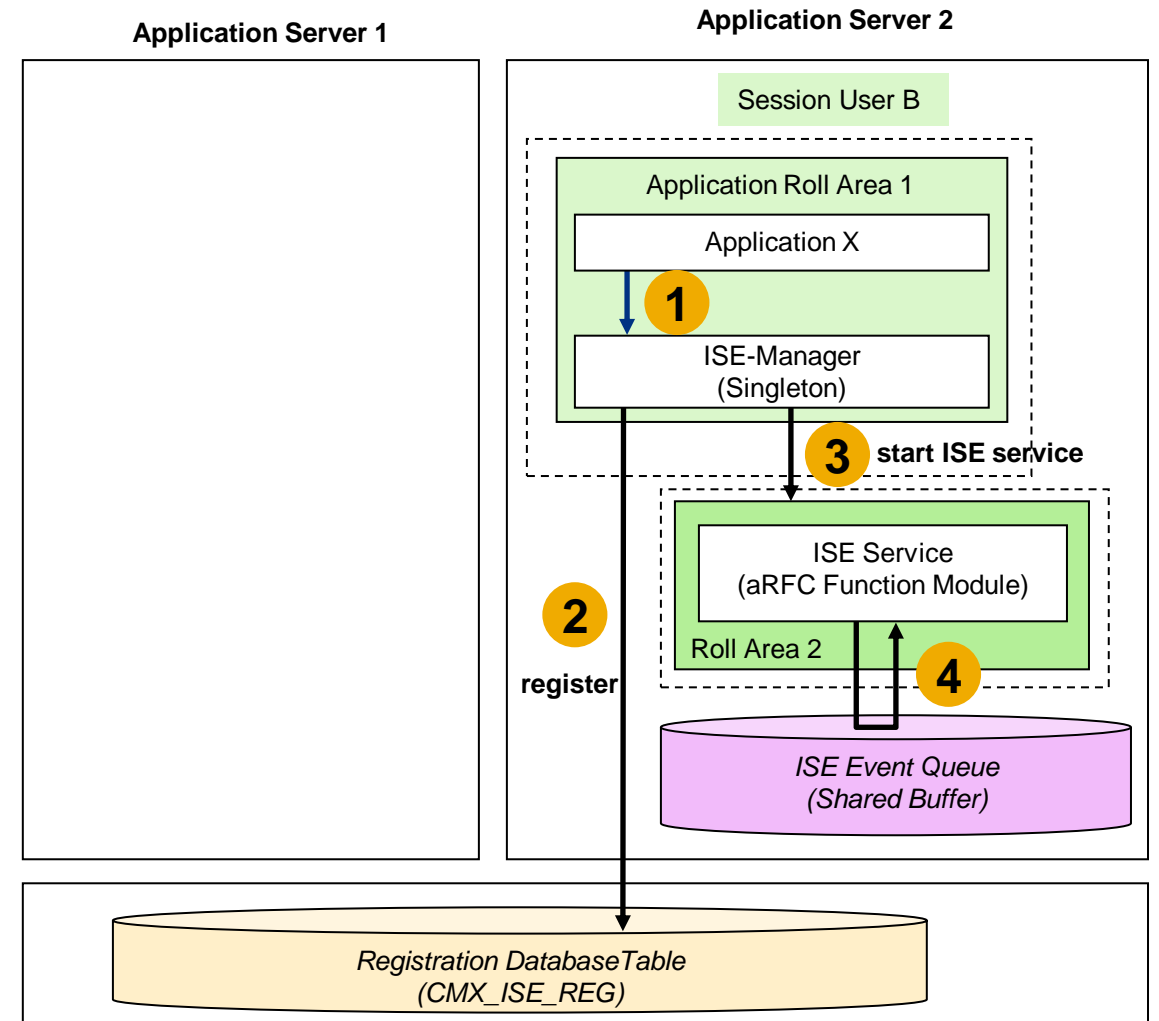 Application Server 1
Application Server 2
Session User B
Application Roll Area 1
Application X
1
ISE-Manager
(Singleton)
3
start ISE service
ISE Service
(aRFC Function Module)
2
Roll Area 2
4
register
ISE Event Queue
(Shared Buffer)
Registration DatabaseTable
(CMX_ISE_REG)